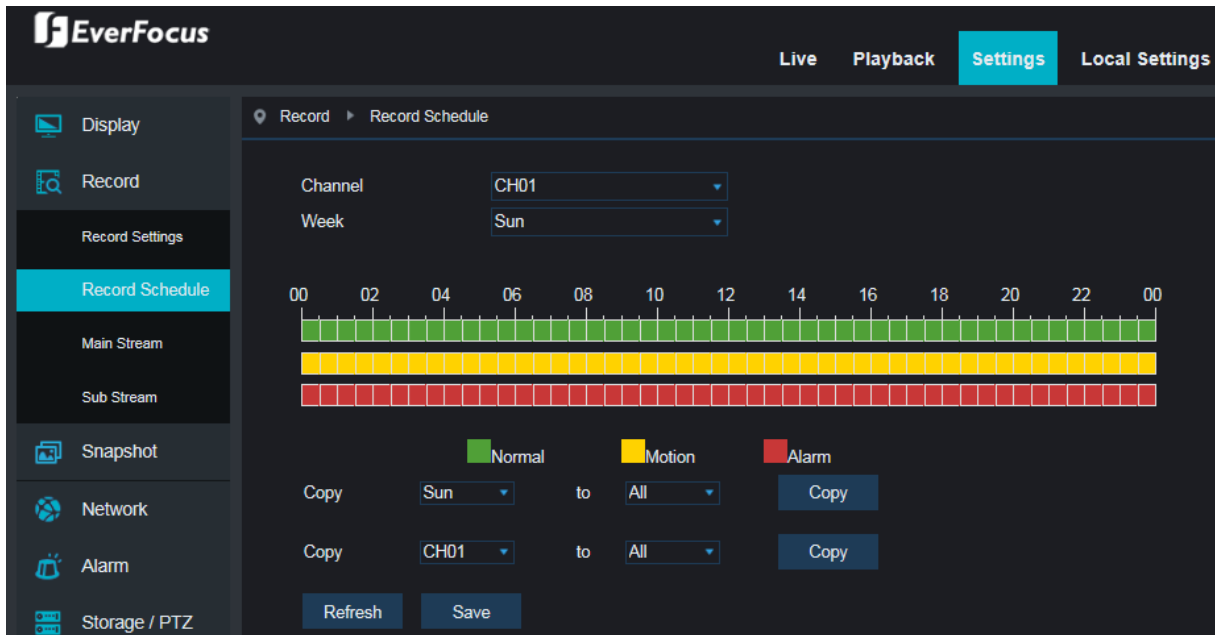 EverFocus
Live Playback Settings Local Settings
Display
Record
Record Settings
Record Schedule
Main Stream
Sub Stream
Snapshot
Network
Alarm
Storage / PTZ
Record Record Schedule
Channel CH01
Week Sun
00 02 04 06 08 10 12 14 16 18 20 22 00
Normal Motion Alarm
Copy Sun to All Copy
Copy CH01 to All Copy
Refresh Save